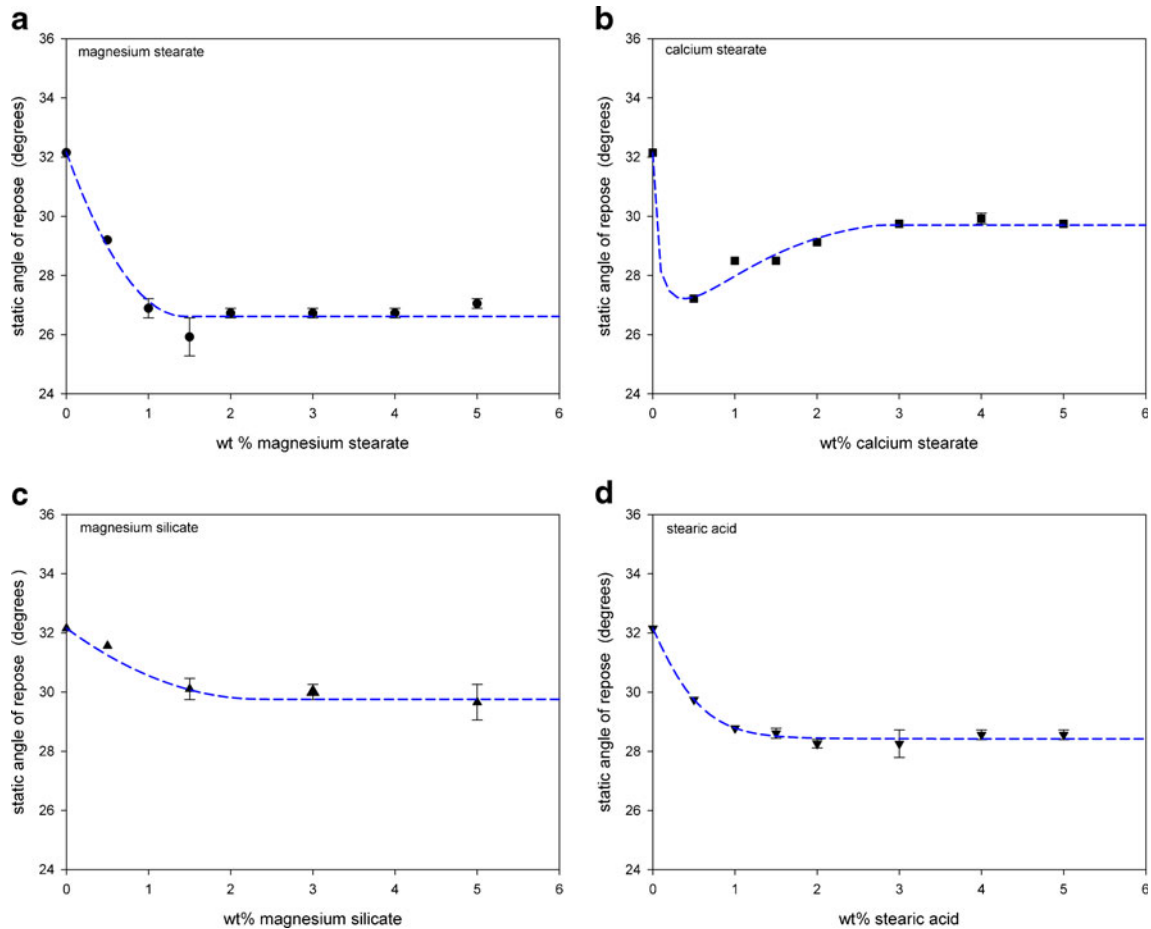 a
36
magnesium stearate
34
32
30
28
26
24
static angle of repose (degrees)
0 1 2 3 4 5 6
wt % magnesium stearate
b
36
calcium stearate
34
32
30
28
26
24
static angle of repose (degrees)
0 1 2 3 4 5 6
wt% calcium stearate
c
36
magnesium silicate
34
32
30
28
26
24
static angle of repose (degrees )
0 1 2 3 4 5 6
wt% magnesium silicate
d
36
stearic acid
34
32
30
28
26
24
static angle of repose (degrees)
0 1 2 3 4 5 6
wt% stearic acid